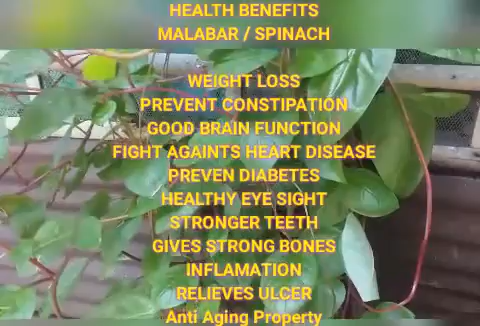 HEALTH BENEFITS
MALABAR / SPINACH
WEIGHT LOSS
PREVENT CONSTIPATION
GOOD BRAIN FUNCTION
FIGHT AGAINTS HEART DISEASE
PREVEN DIABETES
HEALTHY EYE SIGHT
STRONGER TEETH
GIVES STRONG BONES
INFLAMATION
RELIEVES ULCER
Anti Aging Property